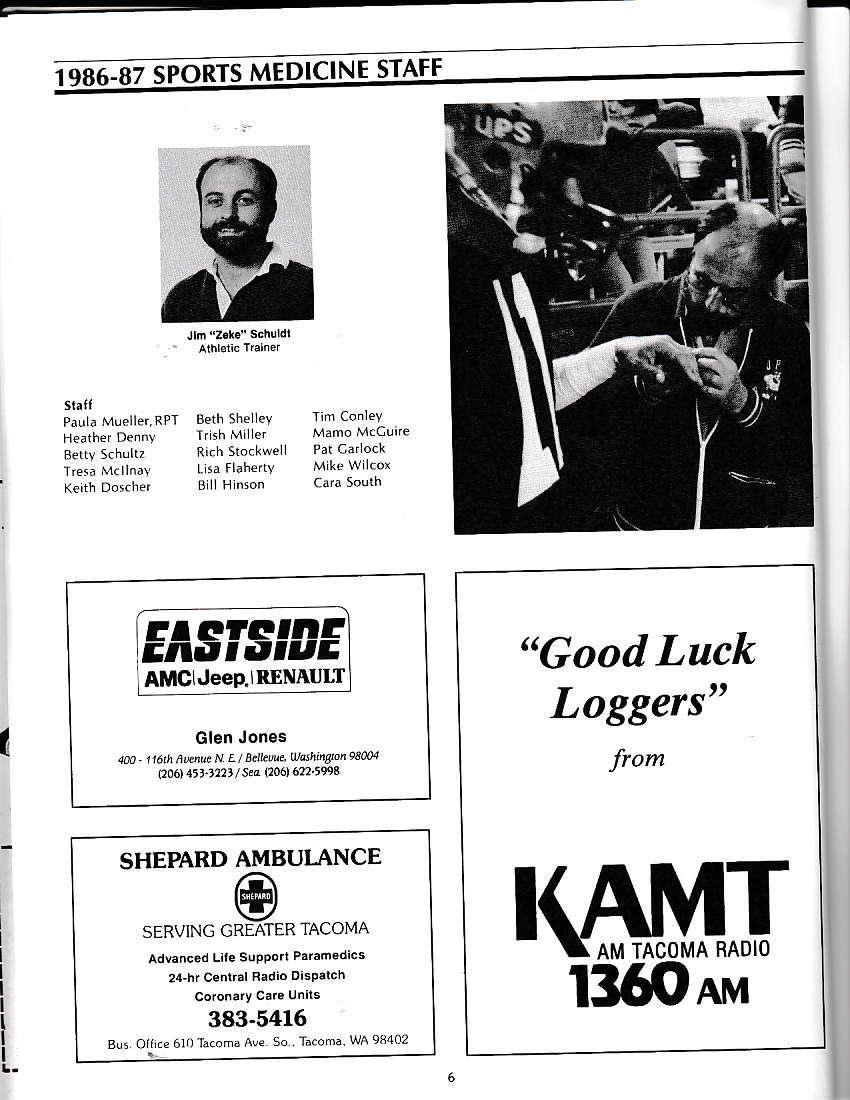 1986-87 SPORTS MEDICINE STAFF
UPS
Jim "Zeke" Schuldt
Athletic Trainer
Staff
Paula Mueller, RPT
Heather Denny
Betty Schultz
Tresa McIlnay
Keith Doscher
Beth Shelley
Trish Miller
Rich Stockwell
Lisa Flaherty
Bill Hinson
Tim Conley
Mamo McGuire
Pat Garlock
Mike Wilcox
Cara South
EASTSIDE
AMC|Jeep.|RENAULT
Glen Jones
400 - 116th Avenue N. E. / Bellevue, Washington 98004
(206) 453-3223 / Sea. (206) 622-5998
SHEPARD AMBULANCE
SHEPARD
SERVING GREATER TACOMA
Advanced Life Support Paramedics
24-hr Central Radio Dispatch
Coronary Care Units
383-5416
Bus. Office 610 Tacoma Ave. So., Tacoma, WA 98402
"Good Luck
Loggers"
from
KAMT
AM TACOMA RADIO
1360 AM
6